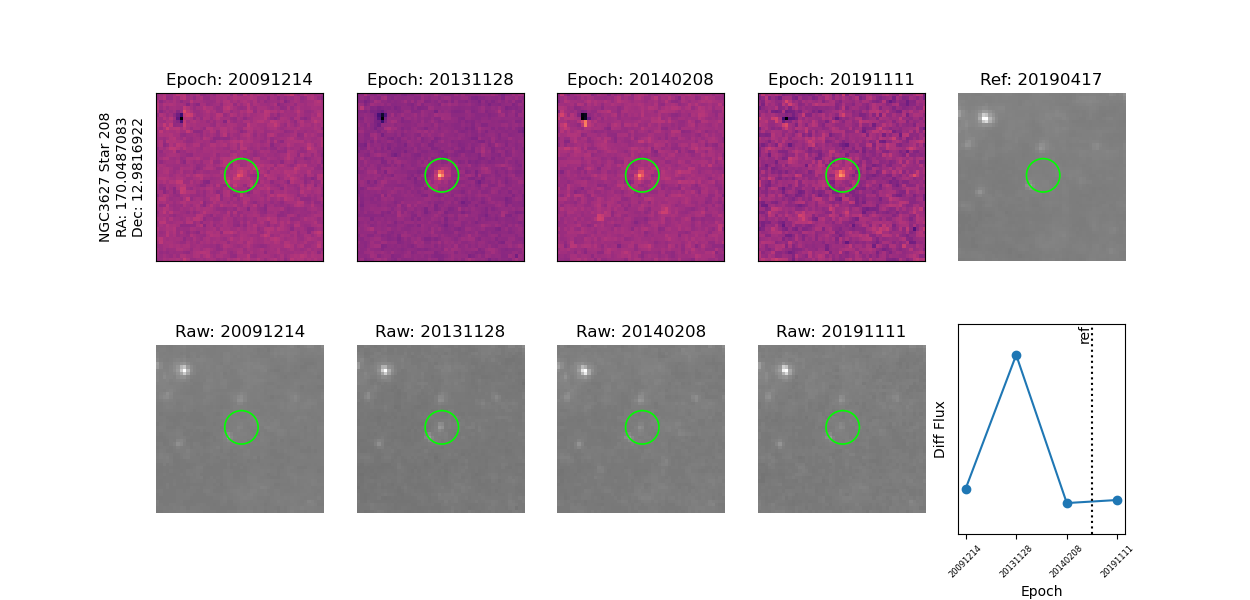 NGC3627 Star 208
RA: 170.0487083
Dec: 12.9816922
Epoch: 20091214
Epoch: 20131128
Epoch: 20140208
Epoch: 20191111
Ref: 20190417
Raw: 20091214
Raw: 20131128
Raw: 20140208
Raw: 20191111
ref
Diff Flux
20091214
20131128
20140208
20191111
Epoch